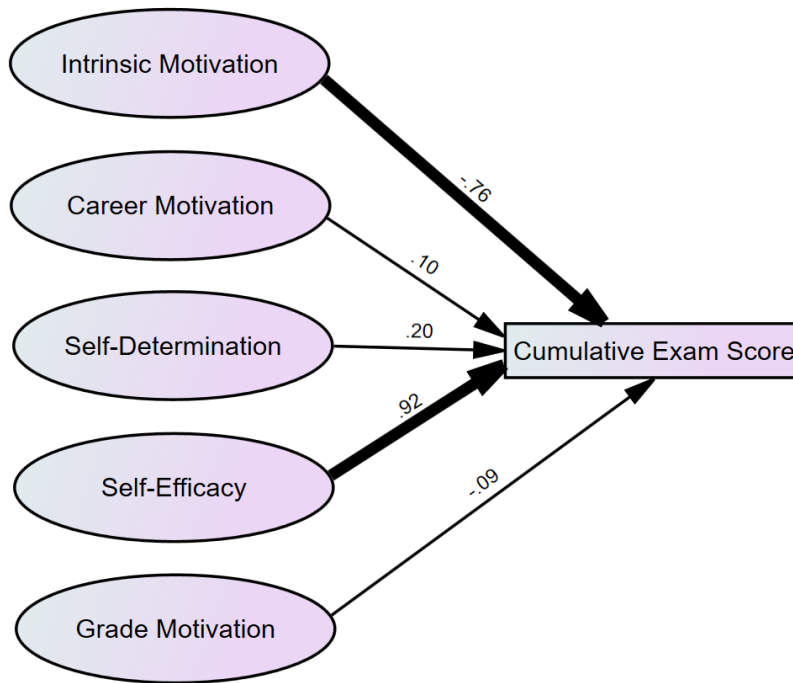 Intrinsic Motivation
-.76
Career Motivation
.10
Self-Determination
.20
Cumulative Exam Score
Self-Efficacy
.92
-.09
Grade Motivation